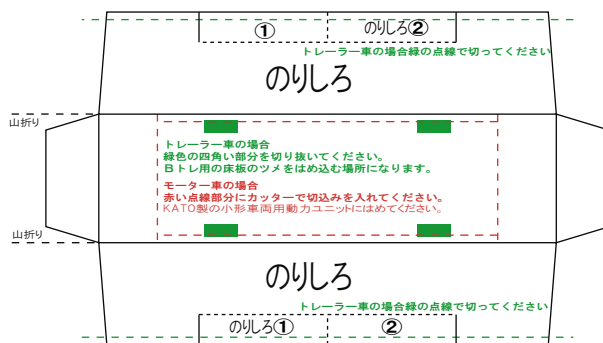 ① のりしろ②
トレーラー車の場合緑の点線で切ってください
のりしろ
山折り
トレーラー車の場合
緑色の四角い部分を切り抜いてください。
Bトレ用の床板のツメをはめ込む場所になります。
モーター車の場合
赤い点線部分にカッターで切込みを入れてください。
KATO製の小形車両用動力ユニットにはめてください。
山折り
のりしろ
トレーラー車の場合緑の点線で切ってください
のりしろ① ②